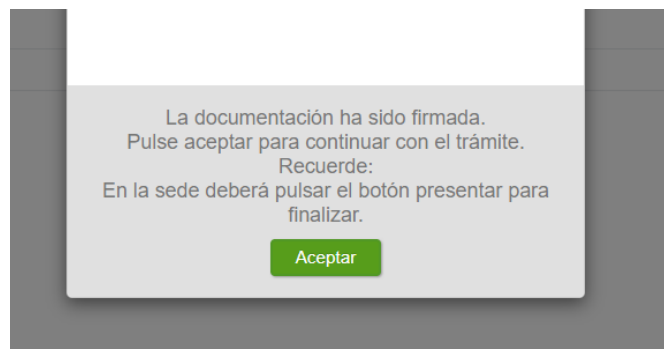 La documentación ha sido firmada.
Pulse aceptar para continuar con el trámite.
Recuerde:
En la sede deberá pulsar el botón presentar para
finalizar.
Aceptar